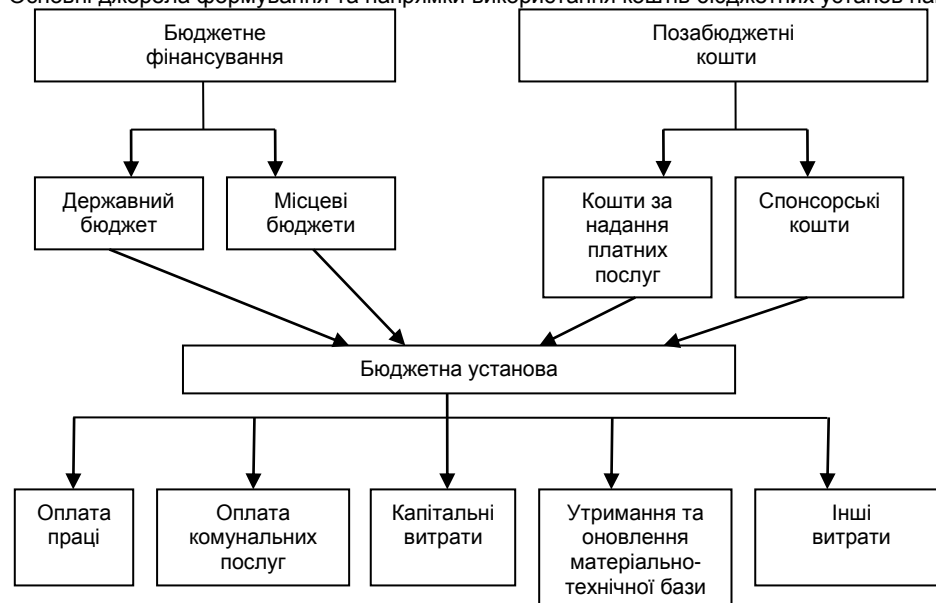 Основні джерела формування та напрямки використання коштів бюджетних установ
Бюджетне
фінансування
Позабюджетні
кошти
Державний
бюджет
Місцеві
бюджети
Кошти за
надання
платних
послуг
Спонсорські
кошти
Бюджетна установа
Оплата
праці
Оплата
комунальних
послуг
Капітальні
витрати
Утримання та
оновлення
матеріально-
технічної бази
Інші
витрати